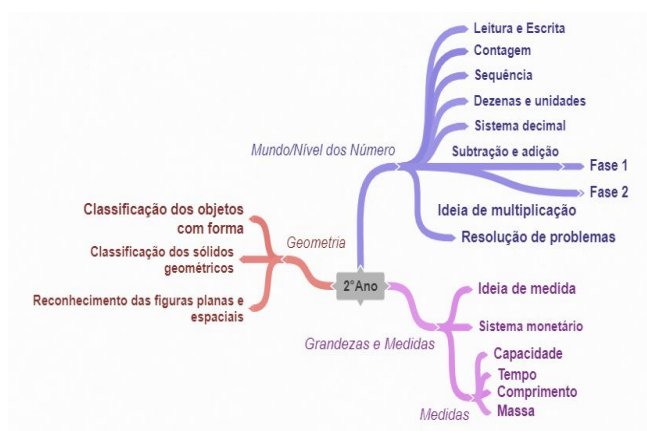 Leitura e Escrita
Contagem
Sequência
Dezenas e unidades
Sistema decimal
Mundo/Nível dos Número
Subtração e adição
Fase 1
Fase 2
Ideia de multiplicação
Resolução de problemas
Classificação dos objetos
com forma
Geometria
Classificação dos sólidos
geométricos
Reconhecimento das figuras planas e
espaciais
2°Ano
Ideia de medida
Grandezas e Medidas
Sistema monetário
Capacidade
Tempo
Comprimento
Massa
Medidas